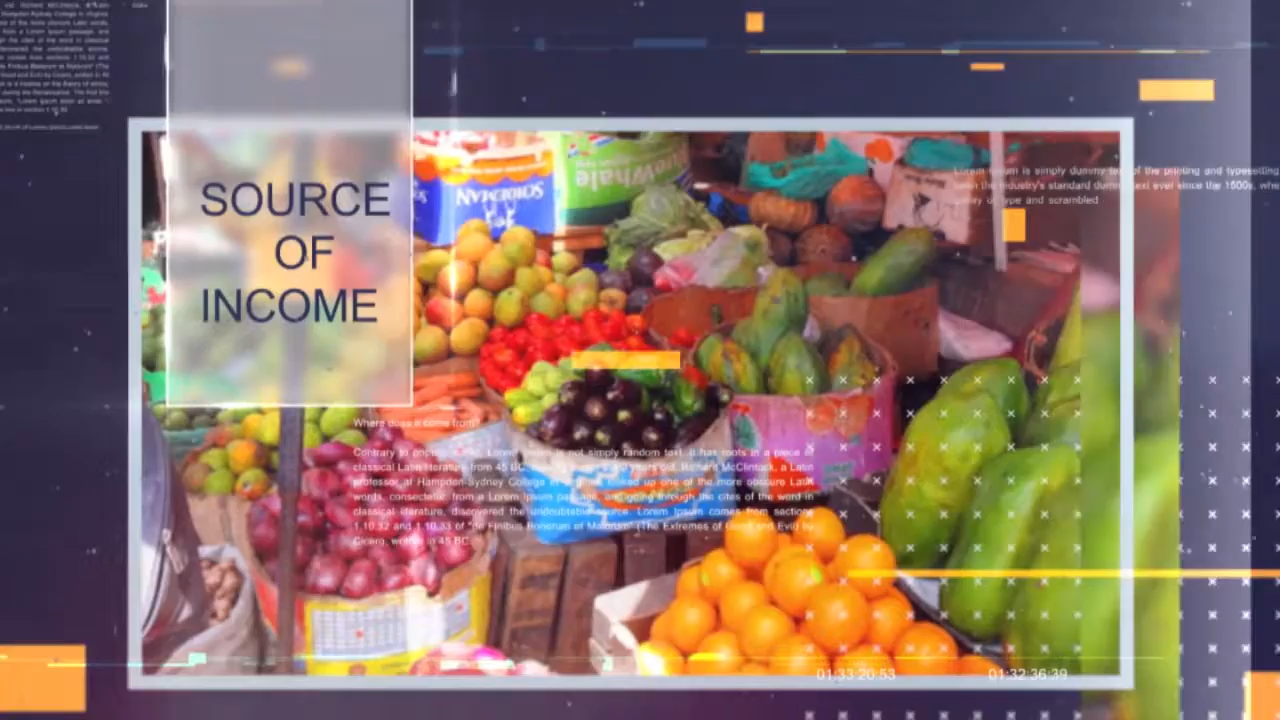 SOURCE
OF
INCOME
Lorem Ipsum is simply dummy text of the printing and typesetting
been the industry's standard dummy text ever since the 1500s, when
galley of type and scrambled
Where does it come from?
Contrary to popular belief, Lorem Ipsum is not simply random text. It has roots in a piece of
classical Latin literature from 45 BC, making it over 2000 years old. Richard McClintock, a Latin
professor at Hampden-Sydney College in Virginia, looked up one of the more obscure Latin
words, consectetur, from a Lorem Ipsum passage, and going through the cites of the word in
classical literature, discovered the undoubtable source. Lorem Ipsum comes from sections
1.10.32 and 1.10.33 of "de Finibus Bonorum et Malorum" (The Extremes of Good and Evil) by
Cicero, written in 45 BC.
01:33:20:53
01:32:36:39